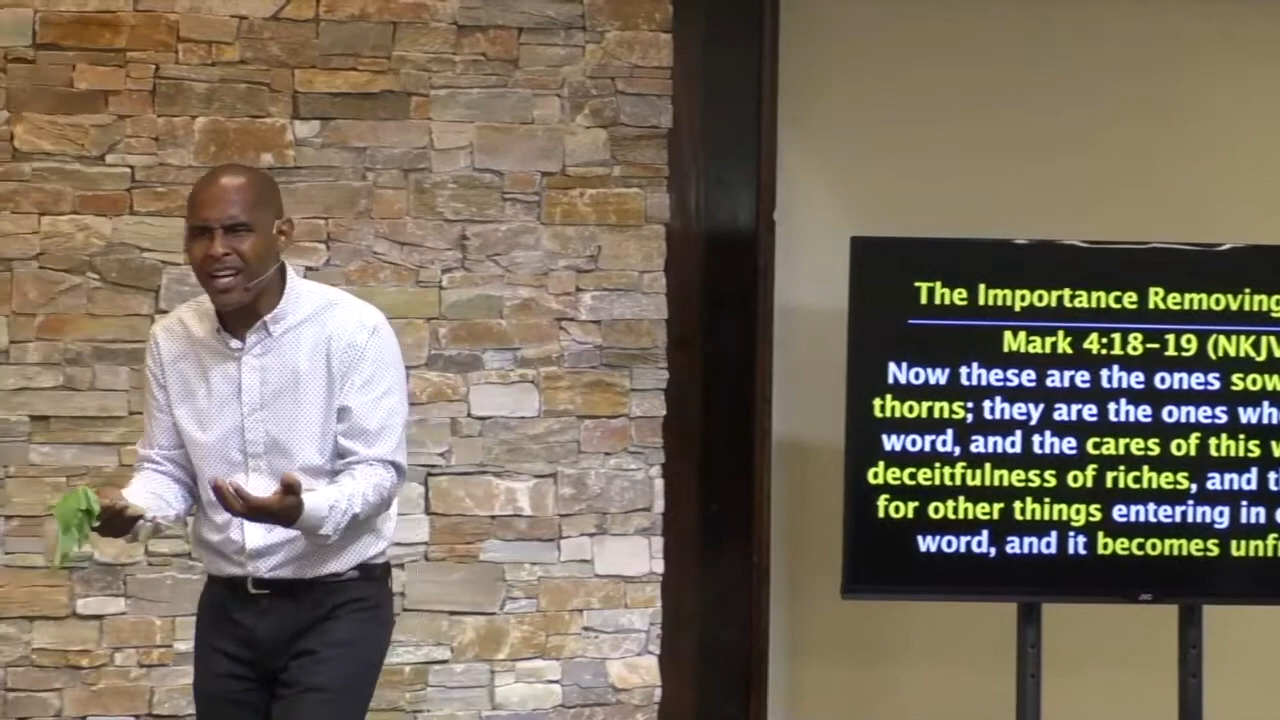 The Importance Removing
Mark 4:18-19 (NKJV
Now these are the ones sow
thorns; they are the ones wh
word, and the cares of this w
deceitfulness of riches, and th
for other things entering in
word, and it becomes unf
JVC